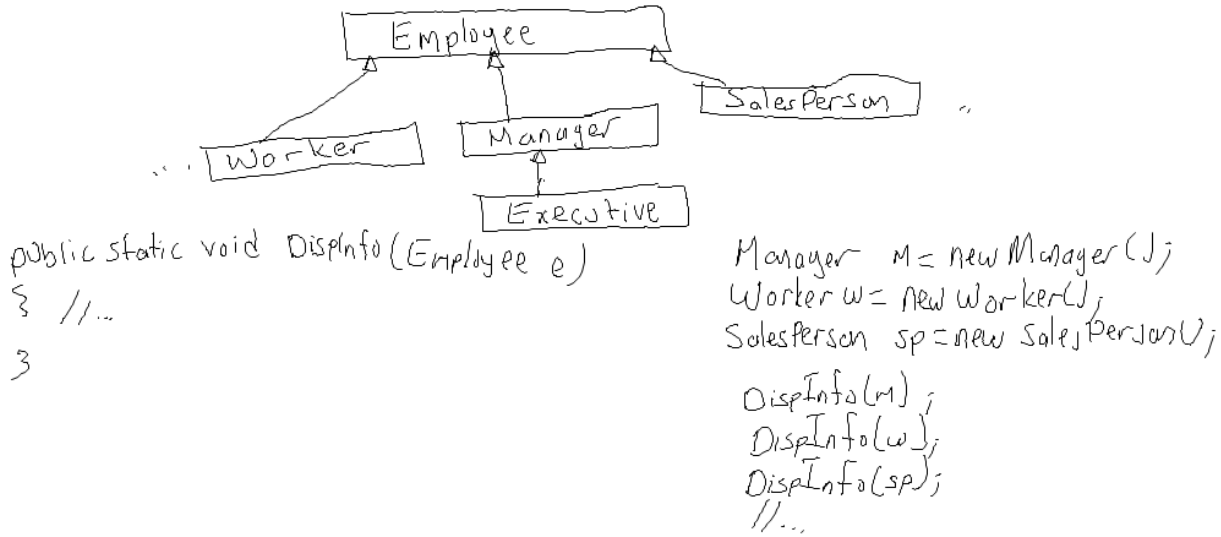 Employee
SalesPerson ..
... Worker
Manager
Executive
public static void DispInfo(Employee e)
{ //...
}
Manager m = new Manager();
Worker w = new Worker();
SalesPerson sp = new SalesPerson();
DispInfo(m);
DispInfo(w);
DispInfo(sp);
//...